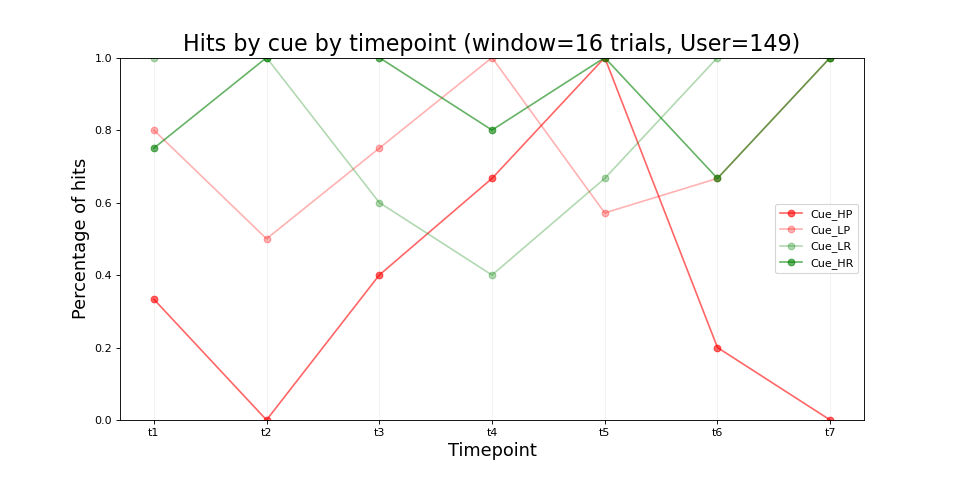 Hits by cue by timepoint (window=16 trials, User=149)
Percentage of hits
1.0
0.8
0.6
0.4
0.2
0.0
Cue_HP
Cue_LP
Cue_LR
Cue_HR
t1 t2 t3 t4 t5 t6 t7
Timepoint